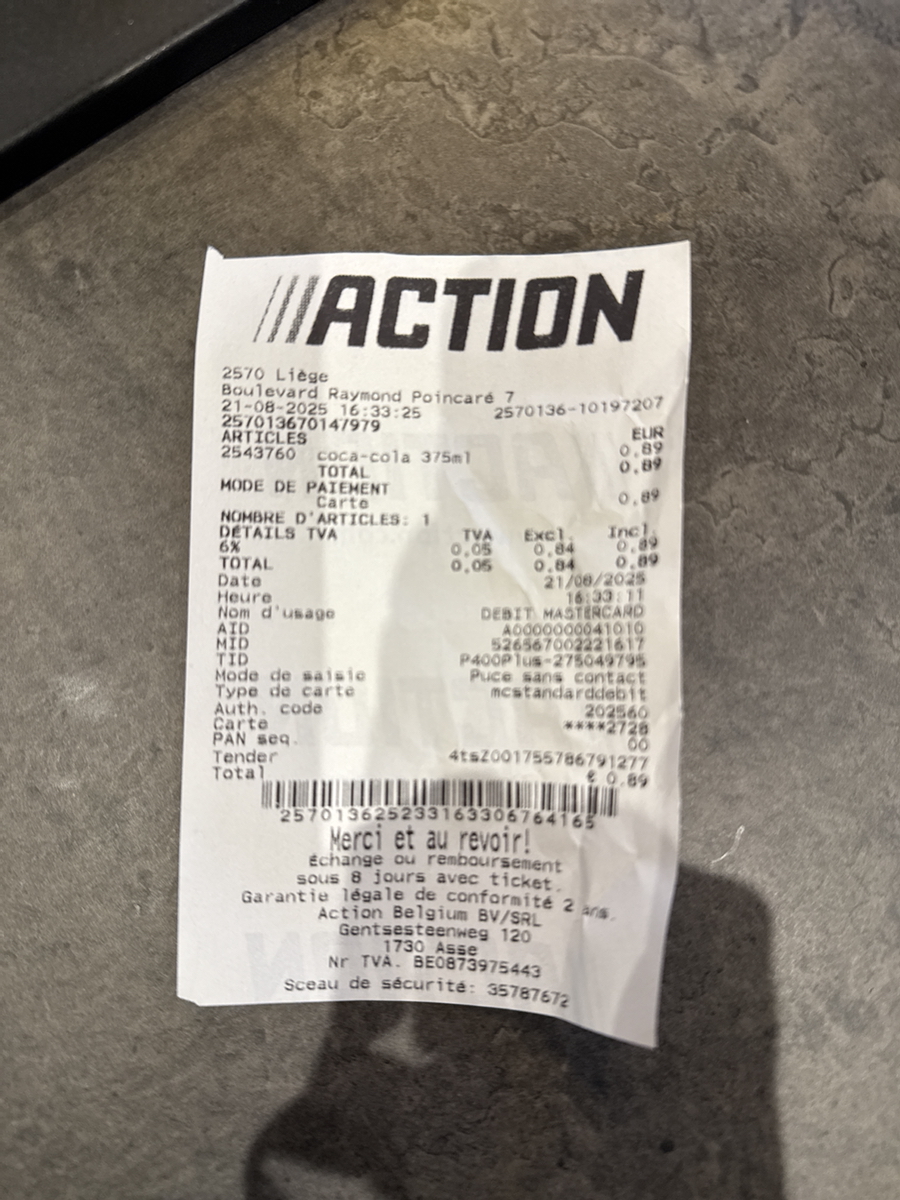 ACTION
2570 Liège
Boulevard Raymond Poincaré 7
21-08-2025 16:33:25 2570136-10197207
257013670147979
ARTICLES EUR
2543760 coca-cola 375ml 0,89
TOTAL 0,89
MODE DE PAIEMENT
Carte 0,89
NOMBRE D'ARTICLES: 1
DÉTAILS TVA TVA Excl. Incl.
6% 0,05 0,84 0,89
TOTAL 0,05 0,84 0,89
Date 21/08/2025
Heure 16:33:11
Nom d'usage DEBIT MASTERCARD
AID A0000000041010
MID 526567002221617
TID P400Plus-275049795
Mode de saisie Puce sans contact
Type de carte mcstandarddebit
Auth. code 202560
Carte ****2728
PAN seq. 00
Tender 4tsZ001755786791277
Total € 0.89
257013625233163306764165
Merci et au revoir!
Échange ou remboursement
sous 8 jours avec ticket.
Garantie légale de conformité 2 ans.
Action Belgium BV/SRL
Gentsesteenweg 120
1730 Asse
Nr TVA. BE0873975443
Sceau de sécurité: 35787672